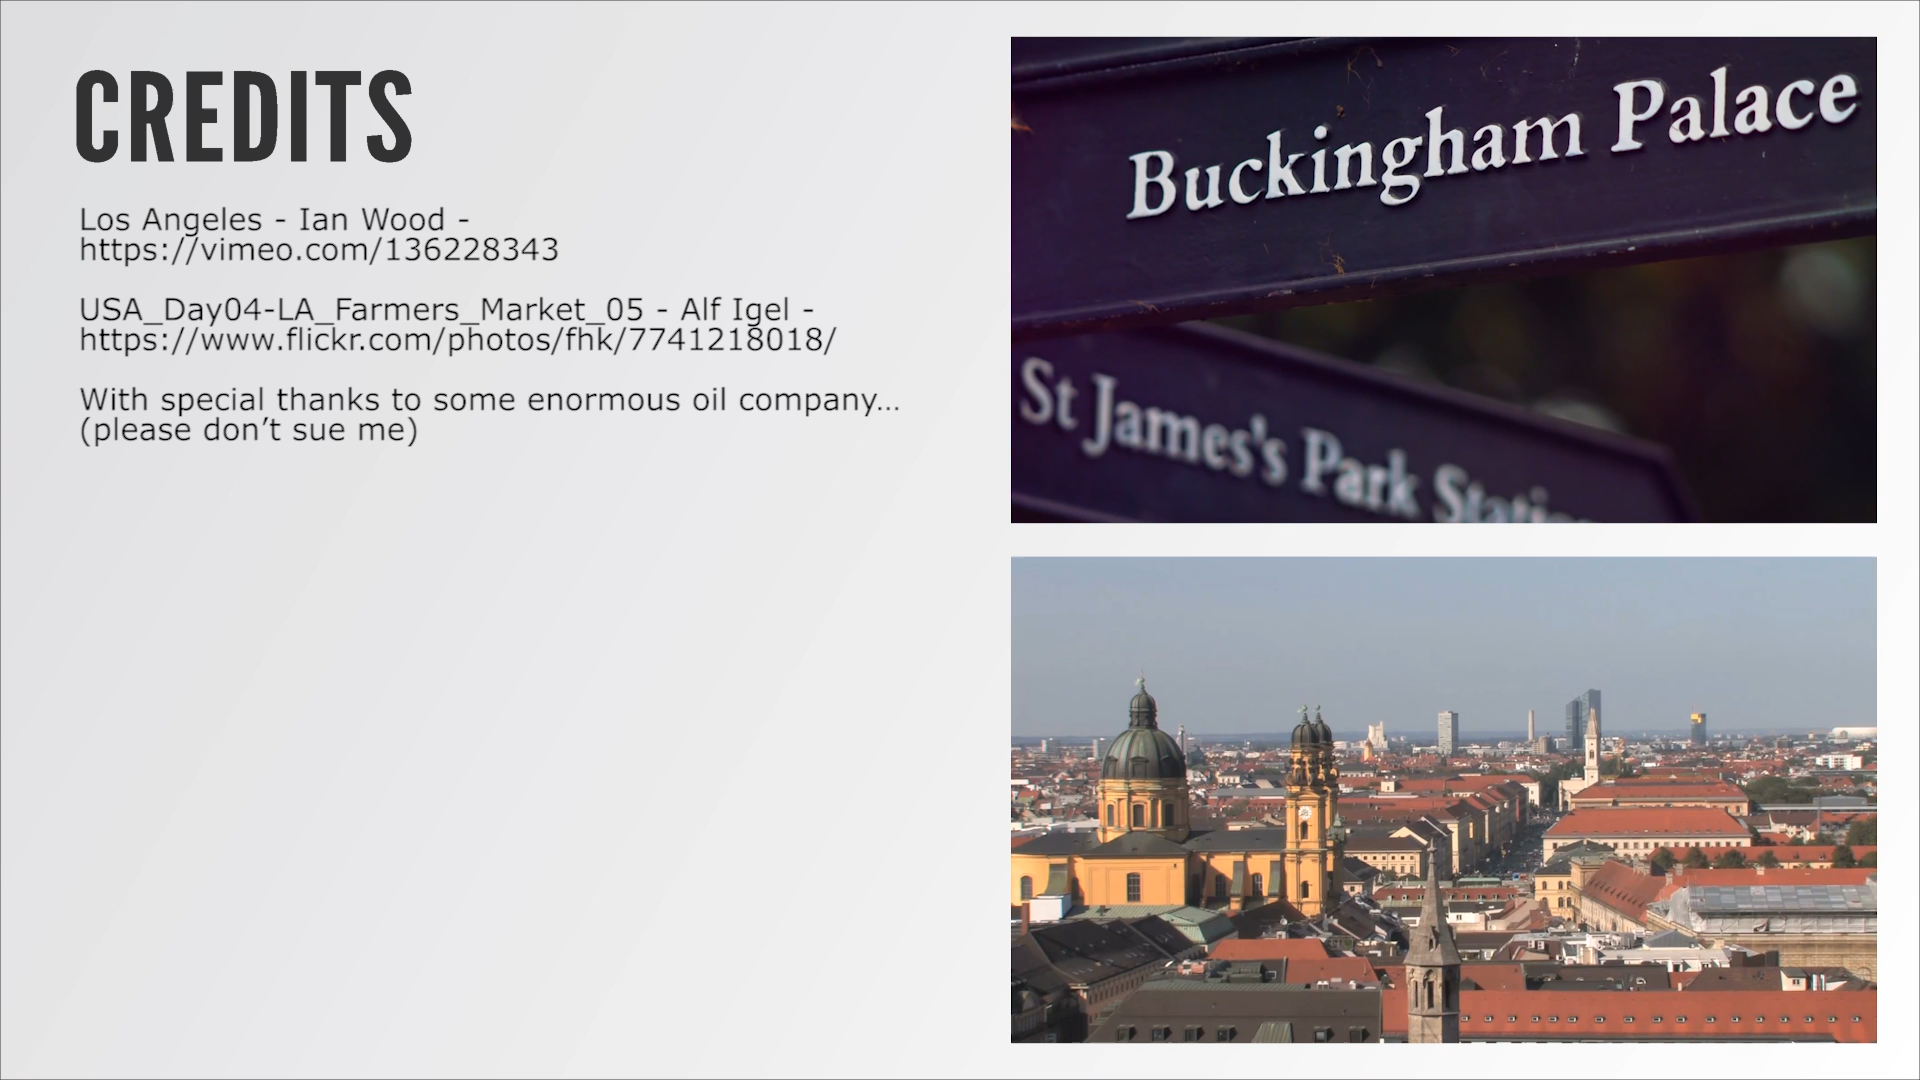 CREDITS
Los Angeles - Ian Wood -
https://vimeo.com/136228343
USA_Day04-LA_Farmers_Market_05 - Alf Igel -
https://www.flickr.com/photos/fhk/7741218018/
With special thanks to some enormous oil company...
(please don’t sue me)
Buckingham Palace
St James's Park